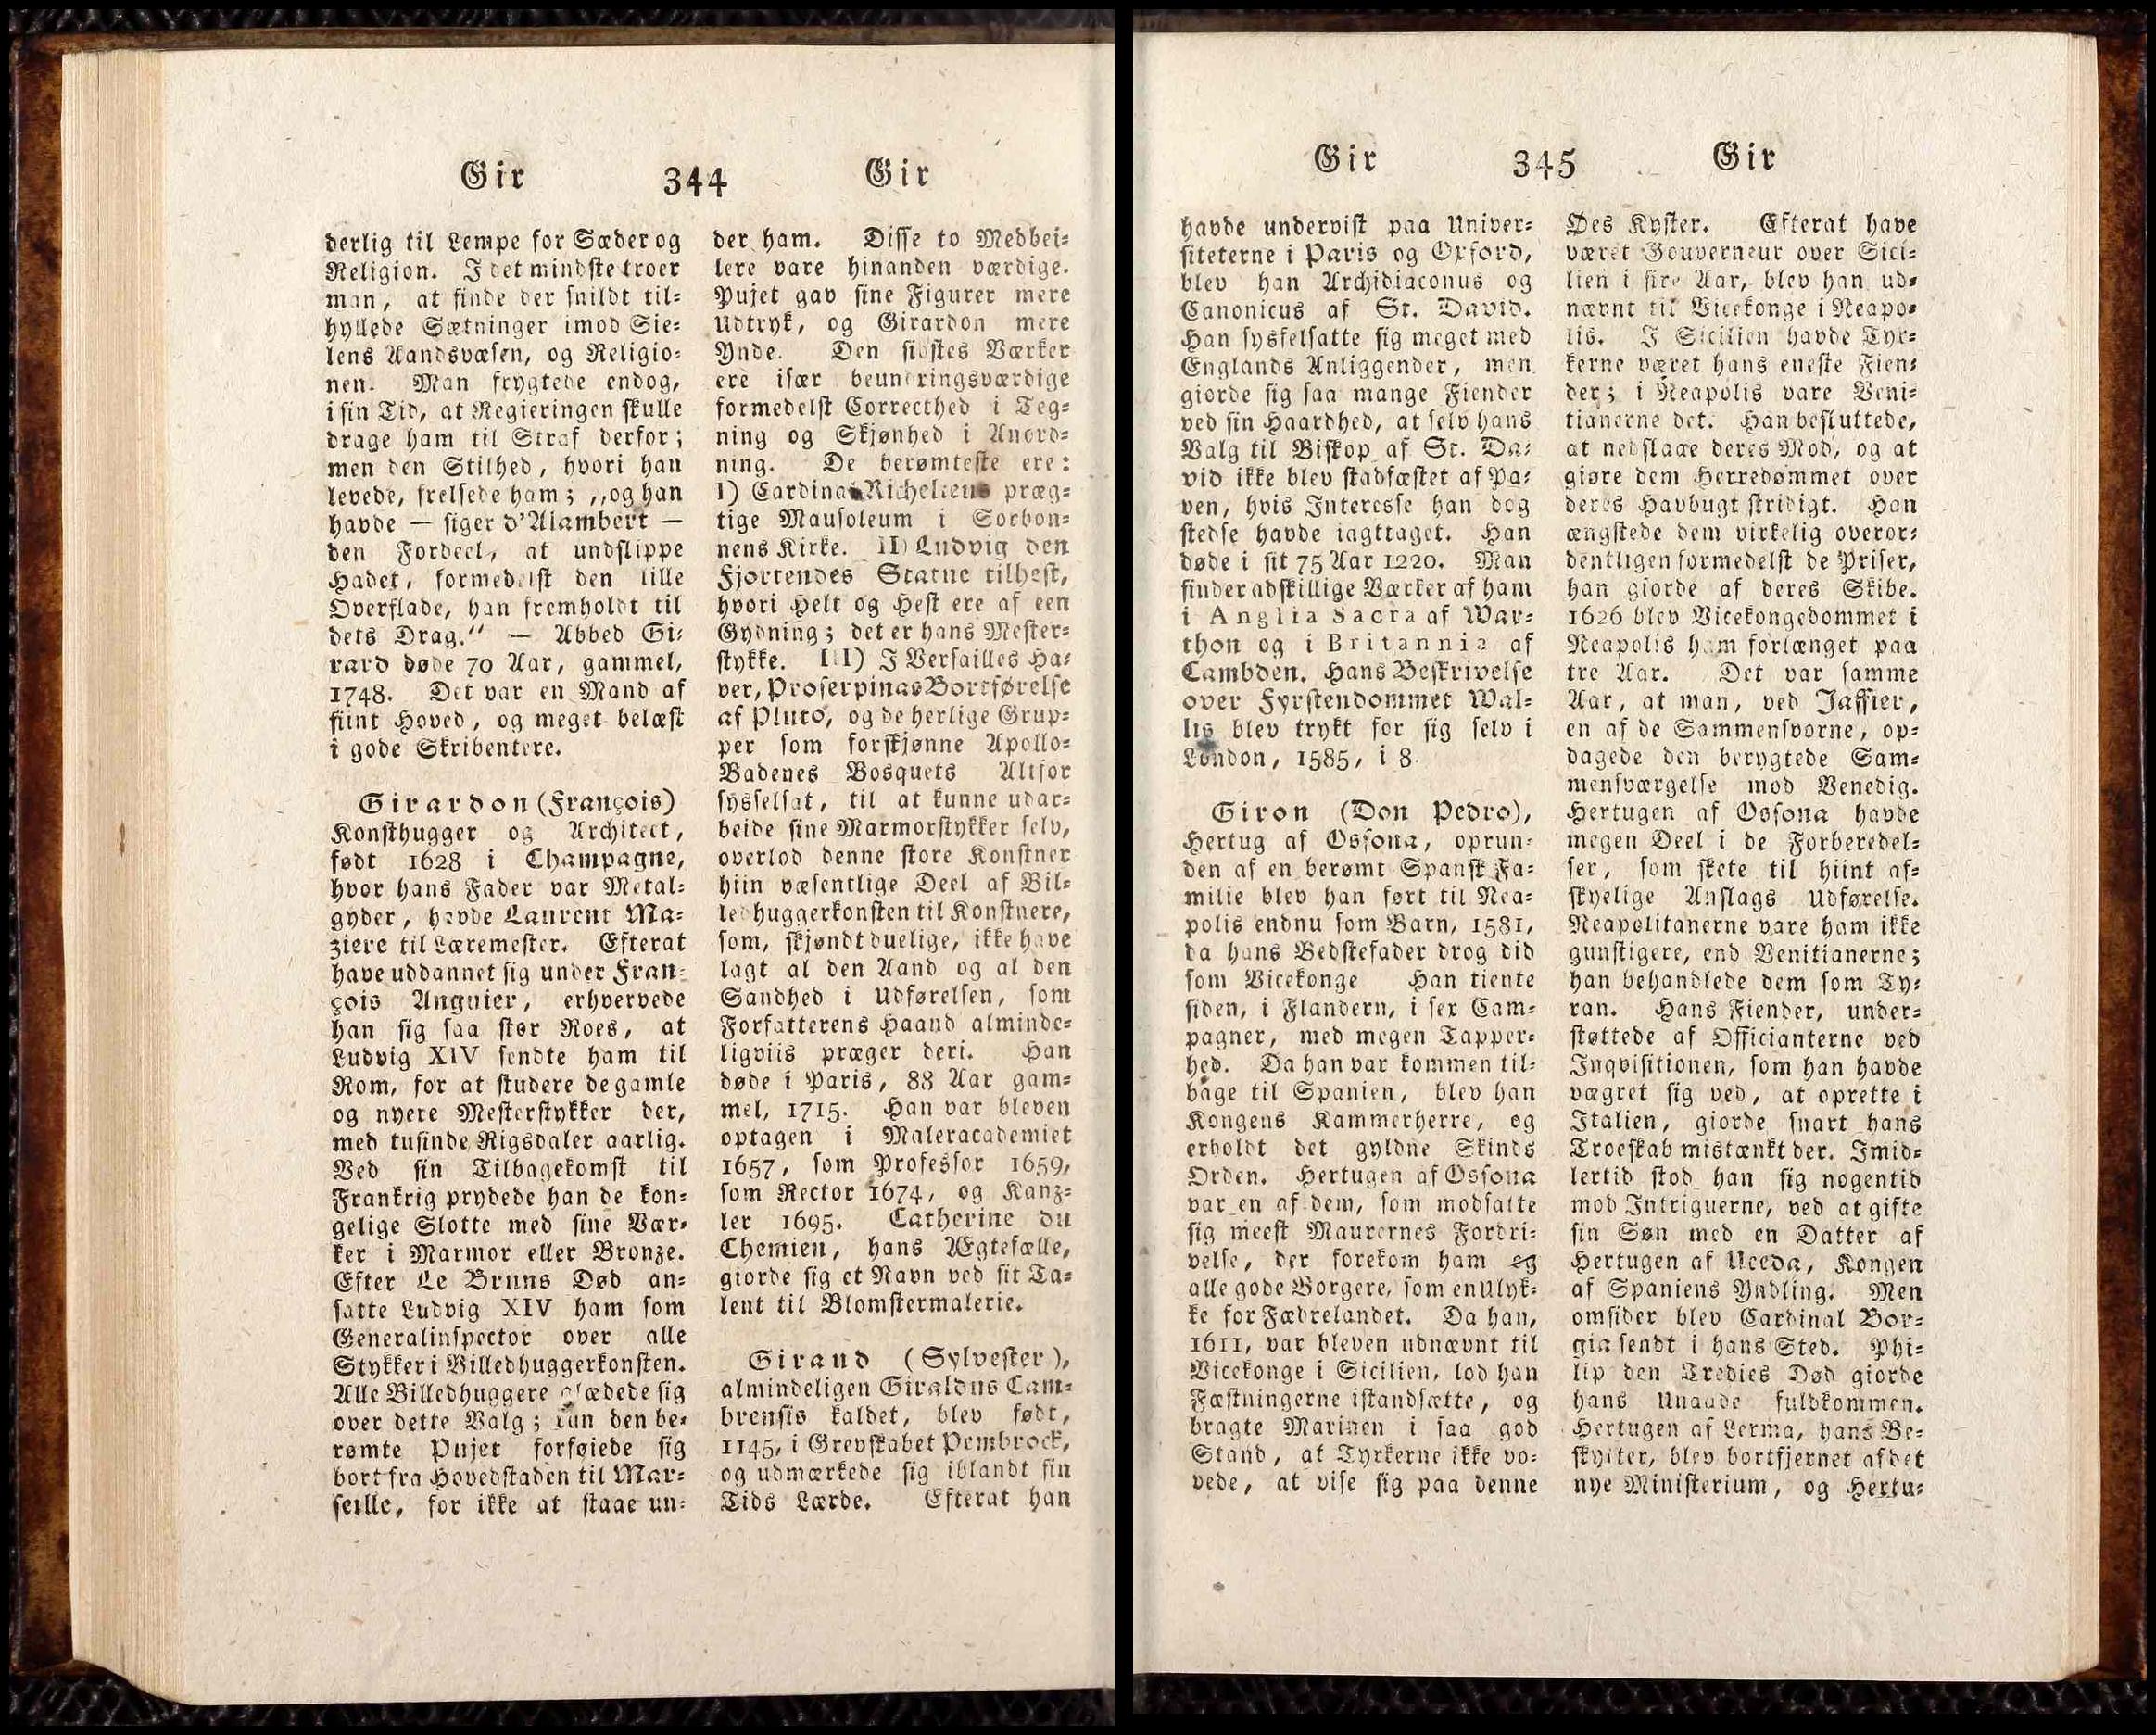 Gir 344 Gir
derlig til Lempe for Sæder og
Religion. I det mindste troer
man, at finde der snildt til-
hyllede Sætninger imod Sie-
lens Aandsvæsen, og Religio-
nen. Man frygtede endog,
i sin Tid, at Regieringen skulle
drage ham til Straf derfor;
men den Stilhed, hvori han
levede, frelsede ham; „og han
havde — siger d'Alambert —
den Fordeel, at undslippe
Hadet, formedelst den lille
Overflade, han fremholdt til
dets Drag.“ — Abbed Gi-
rard døde 70 Aar, gammel,
1748. Det var en Mand af
fiint Hoved, og meget belæst
i gode Skribentere.
Girardon (François)
Konsthugger og Architect,
født 1628 i Champagne,
hvor hans Fader var Metal-
gyder, havde Laurent Ma-
ziere til Læremester. Efterat
have uddannet sig under Fran-
çois Anguier, erhvervede
han sig saa stor Roes, at
Ludvig XIV sendte ham til
Rom, for at studere de gamle
og nyere Mesterstykker der,
med tusinde Rigsdaler aarlig.
Ved sin Tilbagekomst til
Frankrig prydede han de kon-
gelige Slotte med sine Vær-
ker i Marmor eller Bronze.
Efter Le Bruns Død an-
satte Ludvig XIV ham som
Generalinspector over alle
Stykker i Billedhuggerkonsten.
Alle Billedhuggere glædede sig
over dette Valg; kun den be-
rømte Pujet forføiede sig
bort fra Hovedstaden til Mar-
seille, for ikke at staae un-
der ham. Disse to Medbei-
lere vare hinanden værdige.
Pujet gav sine Figurer mere
Udtryk, og Girardon mere
Ynde. Den sidstes Værker
ere især beundringsværdige
formedelst Correcthed i Teg-
ning og Skjønhed i Anord-
ning. De berømteste ere:
I) Cardinal Richelieus præg-
tige Mausoleum i Sorbon-
nens Kirke. II) Ludvig den
Fjortendes Statue tilhest,
hvori Helt og Hest ere af een
Gydning; det er hans Mester-
stykke. III) I Versailles Ha-
ver, Proserpinas Bortførelse
af Pluto, og de herlige Grup-
per som forskjønne Apollo-
Badenes Bosquets Altfor
sysselsat, til at kunne udar-
beide sine Marmorstykker selv,
overlod denne store Konstner
hiin væsentlige Deel af Bil-
ledhuggerkonsten til Konstnere,
som, skjøndt duelige, ikke have
lagt al den Aand og al den
Sandhed i Udførelsen, som
Forfatterens Haand alminde-
ligviis præger deri. Han
døde i Paris, 88 Aar gam-
mel, 1715. Han var bleven
optagen i Maleracademiet
1657, som Professor 1659,
som Rector 1674, og Kanz-
ler 1695. Catherine du
Chemien, hans Ægtefælle,
giorde sig et Navn ved sit Ta-
lent til Blomstermalerie.
Giraud (Sylvester),
almindeligen Giraldus Cam-
brensis kaldet, blev født,
1145, i Grevskabet Pembrock,
og udmærkede sig iblandt sin
Tids Lærde. Efterat han
Gir 345 Gir
havde undervist paa Univer-
siteterne i Paris og Oxford,
blev han Archidiaconus og
Canonicus af St. David.
Han syskelsatte sig meget med
Englands Anliggender, men
giorde sig saa mange Fiender
ved sin Haardhed, at selv hans
Valg til Biskop af St. Da-
vid ikke blev stadfæstet af Pa-
ven, hvis Interesse han dog
stedse havde iagttaget. Han
døde i sit 75 Aar 1220. Man
finder adskillige Værker af ham
i Anglia Sacra af War-
thon og i Britannia af
Cambden. Hans Beskrivelse
over Fyrstendommet Wal-
lis blev trykt for sig selv i
London, 1585, i 8.
Giron (Don Pedro),
Hertug af Ossona, oprun-
den af en berømt Spansk Fa-
milie blev han ført til Nea-
polis endnu som Barn, 1581,
da hans Bedstefader drog did
som Vicekonge Han tiente
siden, i Flandern, i sex Cam-
pagner, med megen Tapper-
hed. Da han var kommen til-
bage til Spanien, blev han
Kongens Kammerherre, og
erholdt det gyldne Skinds
Orden. Hertugen af Ossona
var en af dem, som modsatte
sig meest Maurernes Fordri-
velse, der forekom ham og
alle gode Borgere, som en Ulyk-
ke for Fædrelandet. Da han,
1611, var bleven udnævnt til
Vicekonge i Sicilien, lod han
Fæstningerne istandsætte, og
bragte Marinen i saa god
Stand, at Tyrkerne ikke vo-
vede, at vise sig paa denne
Øes Kyster. Efterat have
været Gouverneur over Sici-
lien i fire Aar, blev han ud-
nævnt til Vicekonge i Neapo-
lis. I Sicilien havde Tyr-
kerne været hans eneste Fien-
der; i Neapolis vare Veni-
tianerne det. Han besluttede,
at nedslaae deres Mod, og at
giøre dem Herredømmet over
deres Havbugt stridigt. Han
ængstede dem virkelig overor-
dentligen formedelst de Priser,
han giorde af deres Skibe.
1626 blev Vicekongedommet i
Neapolis ham forlænget paa
tre Aar. Det var samme
Aar, at man, ved Jaffier,
en af de Sammensvorne, op-
dagede den berygtede Sam-
mensværgelse mod Venedig.
Hertugen af Ossona havde
megen Deel i de Forberedel-
ser, som skete til hiint af-
skyelige Anslags Udførelse.
Neapolitanerne vare ham ikke
gunstigere, end Venitianerne;
han behandlede dem som Ty-
ran. Hans Fiender, under-
støttede af Officianterne ved
Inqvisitionen, som han havde
vægret sig ved, at oprette i
Italien, giorde snart hans
Troeskab mistænkt der. Imid-
lertid stod han sig nogentid
mod Intriguerne, ved at gifte
sin Søn med en Datter af
Hertugen af Uceda, Kongen
af Spaniens Yndling. Men
omsider blev Cardinal Bor-
gia sendt i hans Sted. Phi-
lip den Tredies Død giorde
hans Unaade fuldkommen.
Hertugen af Lerma, hans Be-
skytter, blev bortfjernet af det
nye Ministerium, og Hertu-